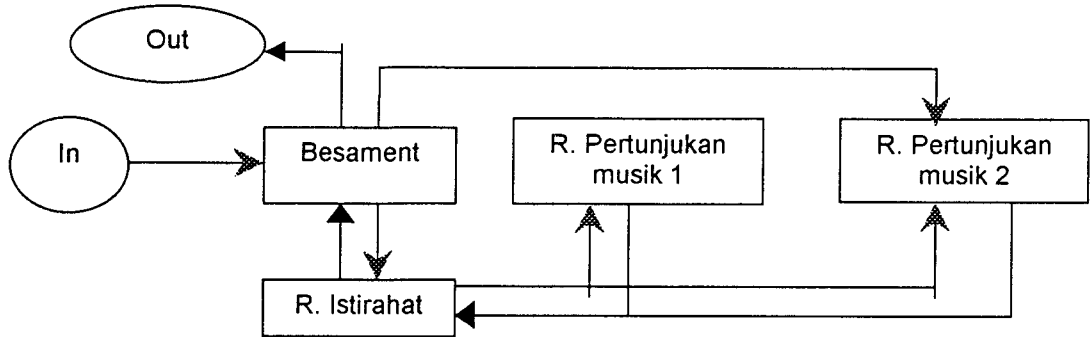 Out
In
Besament
R. Pertunjukan
musik 1
R. Pertunjukan
musik 2
R. Istirahat